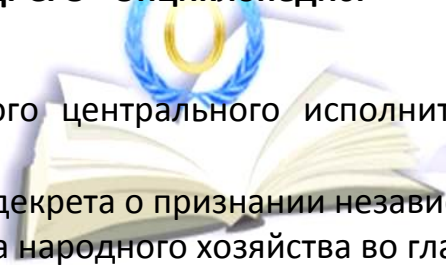 ого центрального исполнит
декрета о признании незави
а народного хозяйства во гла